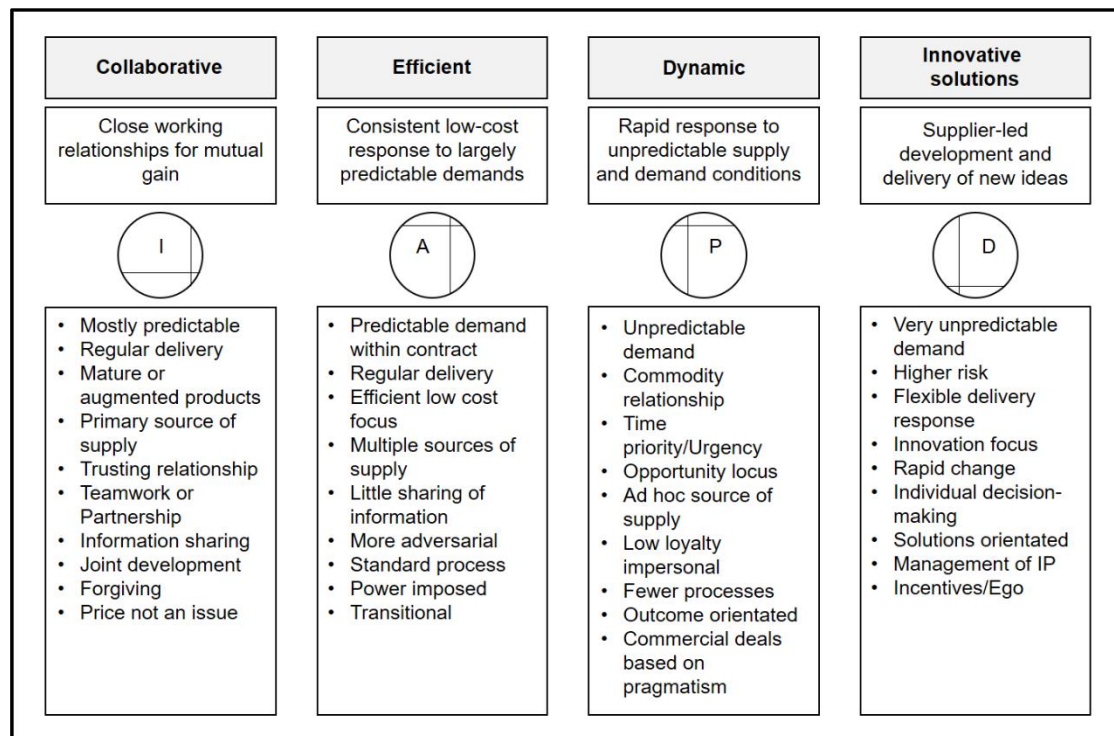 Collaborative
Close working
relationships for mutual
gain
I
• Mostly predictable
• Regular delivery
• Mature or
augmented products
• Primary source of
supply
• Trusting relationship
• Teamwork or
Partnership
• Information sharing
• Joint development
• Forgiving
• Price not an issue
Efficient
Consistent low-cost
response to largely
predictable demands
A
• Predictable demand
within contract
• Regular delivery
• Efficient low cost
focus
• Multiple sources of
supply
• Little sharing of
information
• More adversarial
• Standard process
• Power imposed
• Transitional
Dynamic
Rapid response to
unpredictable supply
and demand conditions
P
• Unpredictable
demand
• Commodity
relationship
• Time
priority/Urgency
• Opportunity locus
• Ad hoc source of
supply
• Low loyalty
impersonal
• Fewer processes
• Outcome orientated
• Commercial deals
based on
pragmatism
Innovative
solutions
Supplier-led
development and
delivery of new ideas
D
• Very unpredictable
demand
• Higher risk
• Flexible delivery
response
• Innovation focus
• Rapid change
• Individual decision-
making
• Solutions orientated
• Management of IP
• Incentives/Ego